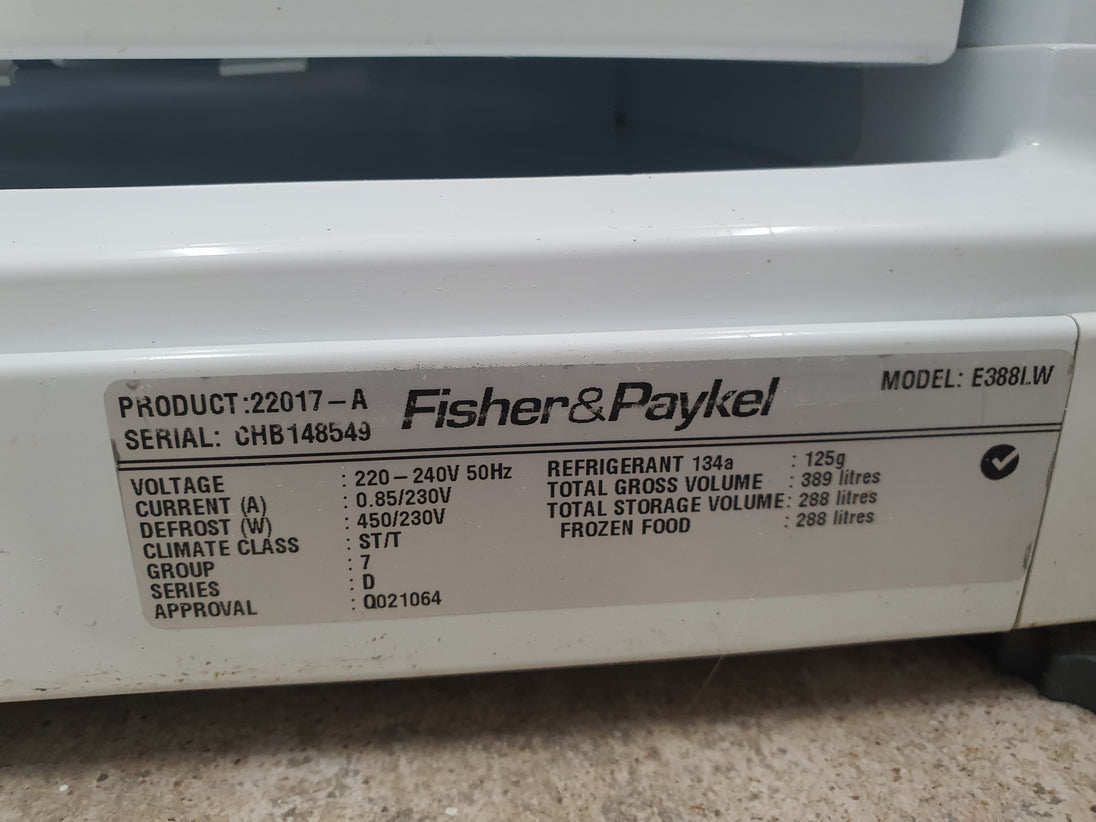 PRODUCT:22017-A
SERIAL: CHB148549
Fisher&Paykel
MODEL: E388LW
VOLTAGE : 220-240V 50Hz
CURRENT (A) : 0.85/230V
DEFROST (W) : 450/230V
CLIMATE CLASS : ST/T
GROUP : 7
SERIES : D
APPROVAL : Q021064
REFRIGERANT 134a : 125g
TOTAL GROSS VOLUME : 389 litres
TOTAL STORAGE VOLUME: 288 litres
FROZEN FOOD : 288 litres